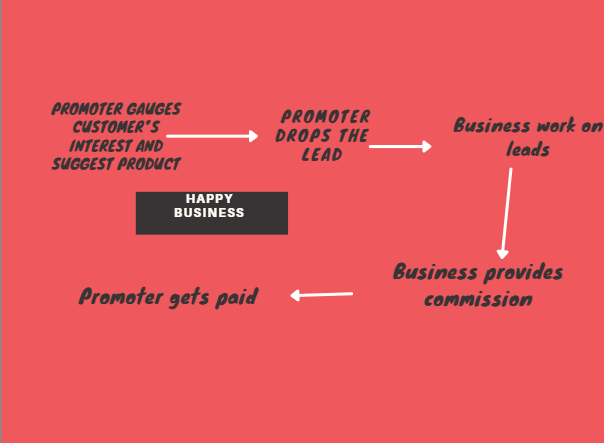 PROMOTER GAUGES
CUSTOMER'S
INTEREST AND
SUGGEST PRODUCT
PROMOTER
DROPS THE
LEAD
Business work on
leads
HAPPY
BUSINESS
Business provides
commission
Promoter gets paid